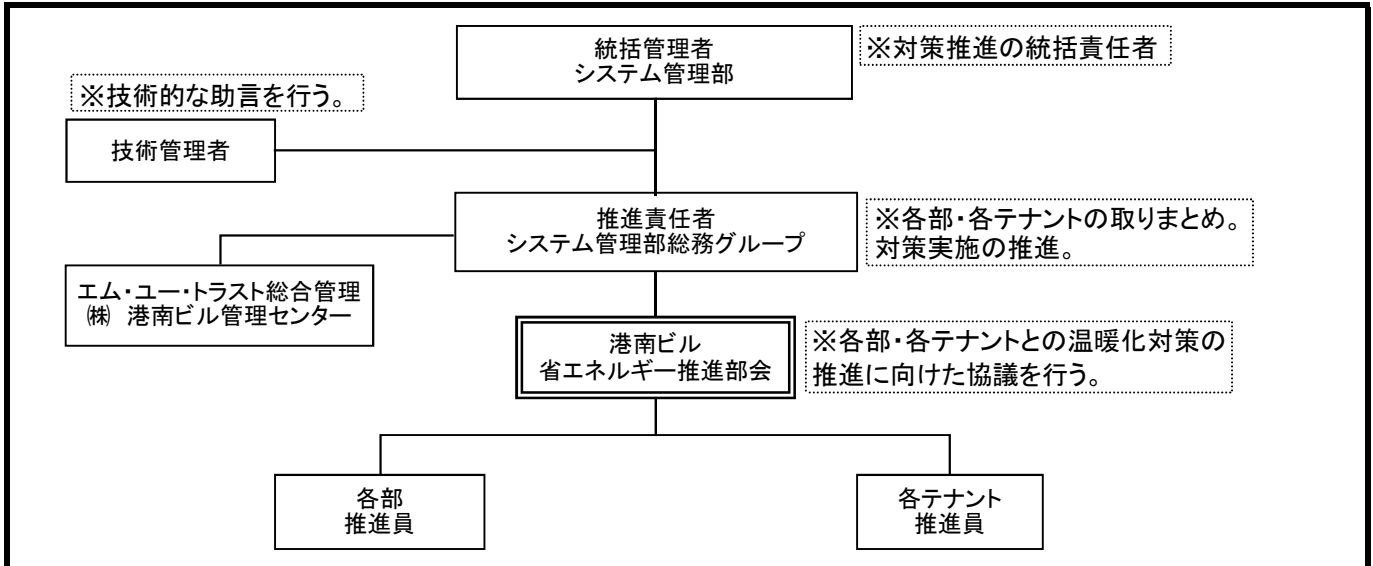 統括管理者
システム管理部
※対策推進の統括責任者
※技術的な助言を行う。
技術管理者
推進責任者
システム管理部総務グループ
※各部・各テナントの取りまとめ。
対策実施の推進。
エム・ユー・トラスト総合管理
㈱ 港南ビル管理センター
港南ビル
省エネルギー推進部会
※各部・各テナントとの温暖化対策の
推進に向けた協議を行う。
各部
推進員
各テナント
推進員